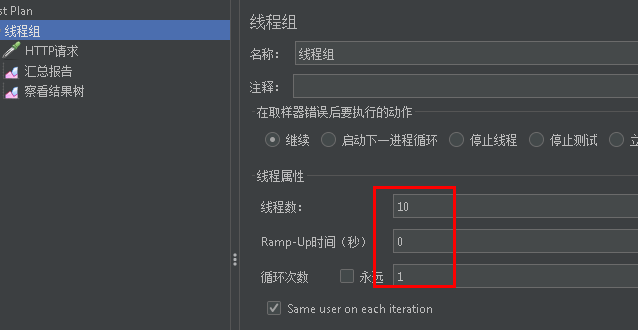 st Plan
线程组
HTTP请求
汇总报告
察看结果树
线程组
名称： 线程组
注释：
在取样器错误后要执行的动作
继续 启动下一进程循环 停止线程 停止测试 立
线程属性
线程数： 10
Ramp-Up时间（秒） 0
循环次数 永远 1
Same user on each iteration